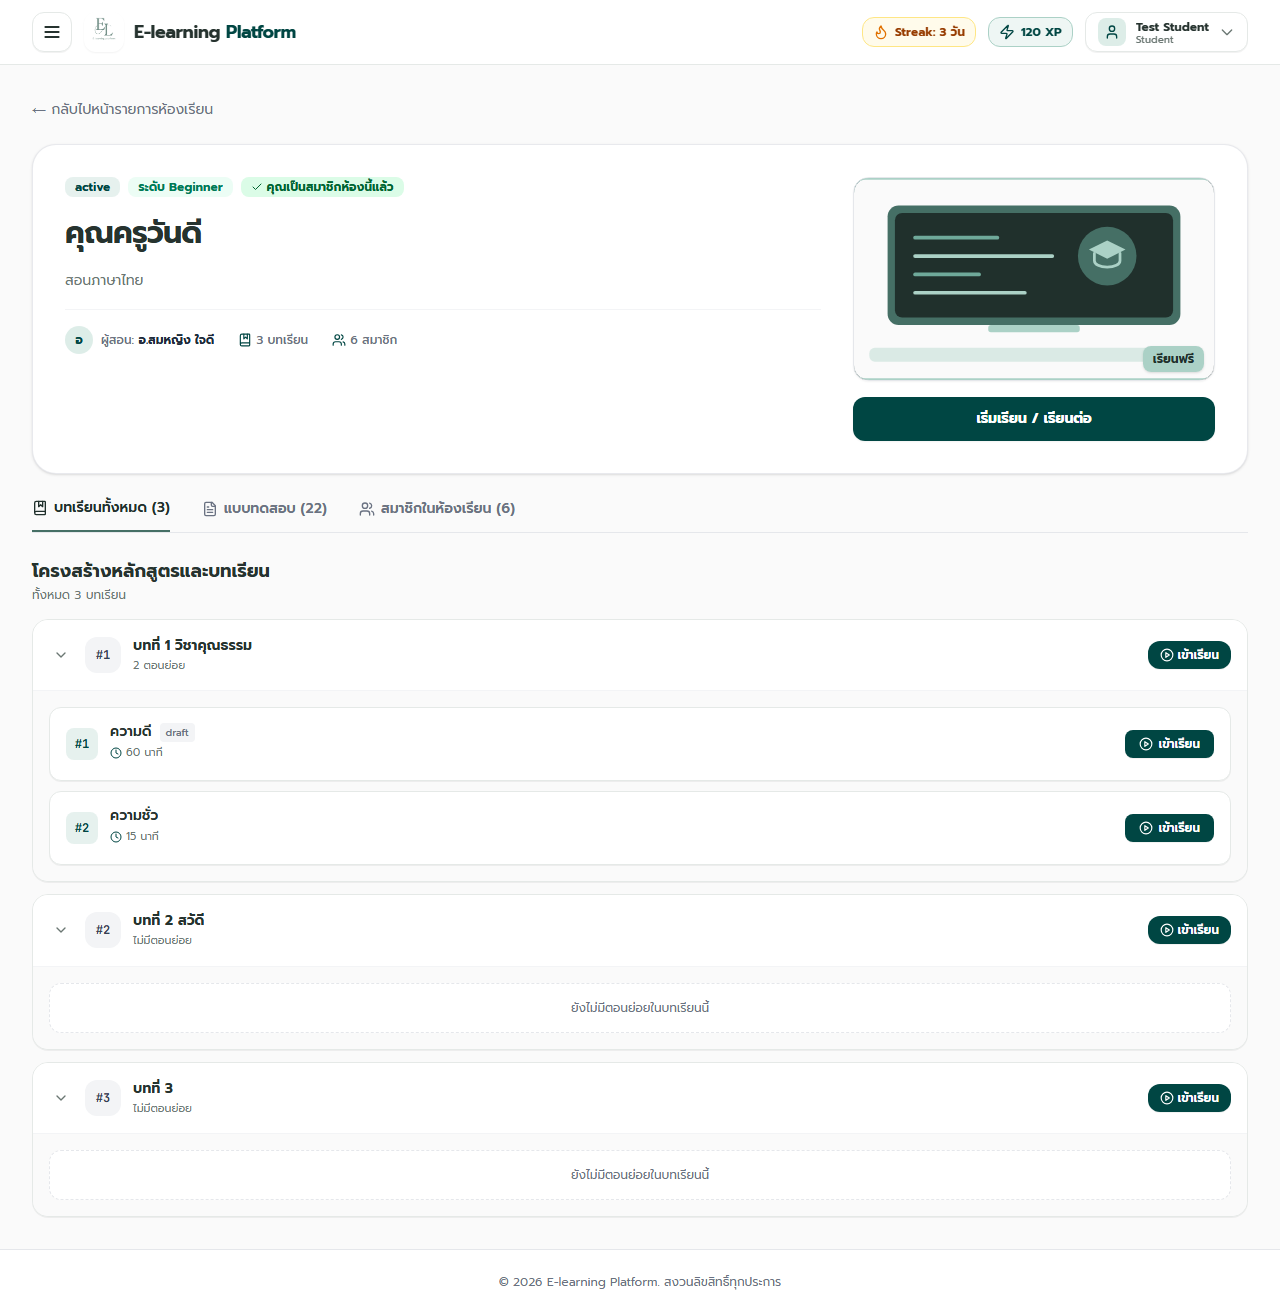 EL
E-learning Platform
Streak: 3 วัน
120 XP
Test Student
Student
← กลับไปหน้ารายการห้องเรียน
active
ระดับ Beginner
✓ คุณเป็นสมาชิกห้องนี้แล้ว
คุณครูวันดี
สอนภาษาไทย
อ
ผู้สอน: อ.สมหญิง ใจดี
3 บทเรียน
6 สมาชิก
เรียนฟรี
เริ่มเรียน / เรียนต่อ
บทเรียนทั้งหมด (3)
แบบทดสอบ (22)
สมาชิกในห้องเรียน (6)
โครงสร้างหลักสูตรและบทเรียน
ทั้งหมด 3 บทเรียน
#1
บทที่ 1 วิชาคุณธรรม
2 ตอนย่อย
เข้าเรียน
#1
ความดี
draft
60 นาที
เข้าเรียน
#2
ความชั่ว
15 นาที
เข้าเรียน
#2
บทที่ 2 สวัดี
ไม่มีตอนย่อย
เข้าเรียน
ยังไม่มีตอนย่อยในบทเรียนนี้
#3
บทที่ 3
ไม่มีตอนย่อย
เข้าเรียน
ยังไม่มีตอนย่อยในบทเรียนนี้
© 2026 E-learning Platform. สงวนลิขสิทธิ์ทุกประการ